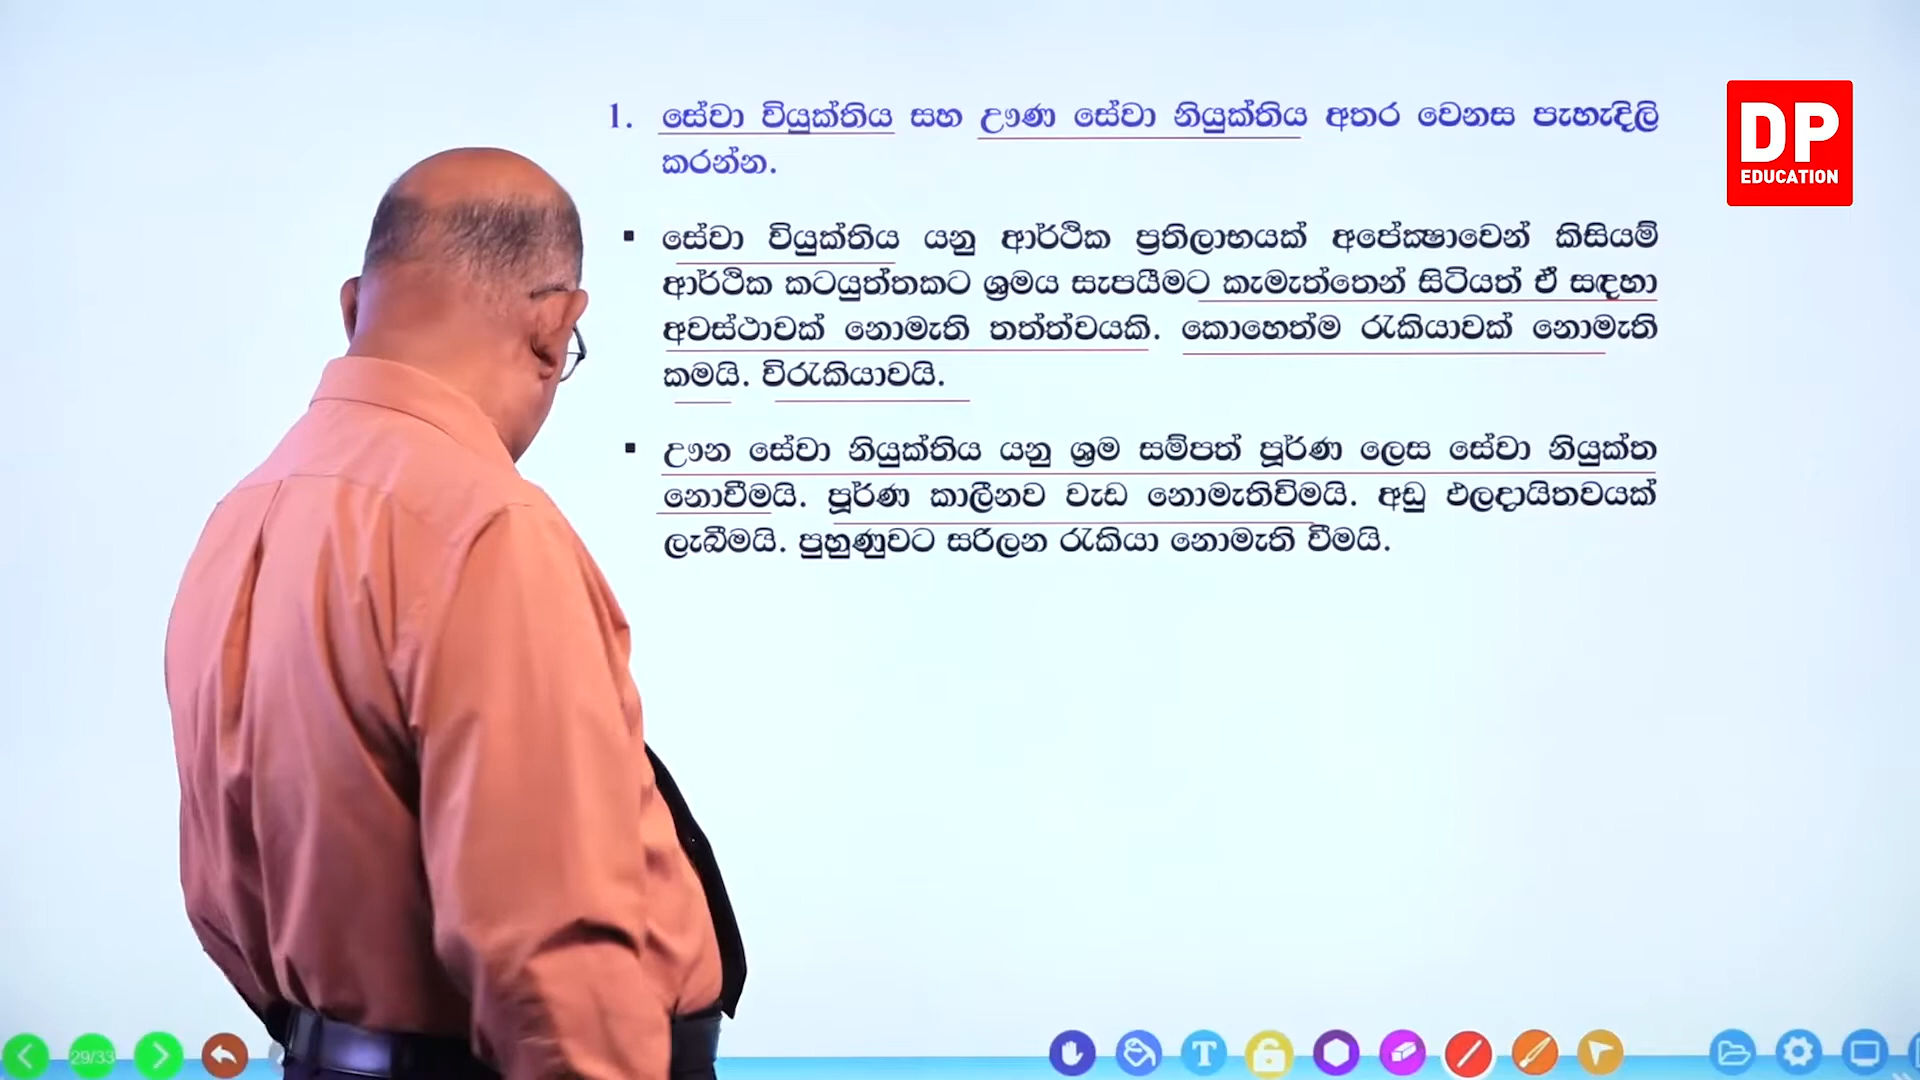 DP
EDUCATION
1. සේවා වියුක්තිය සහ ඌණ සේවා නියුක්තිය අතර වෙනස පැහැදිලි
කරන්න.
▪ සේවා වියුක්තිය යනු ආර්ථික ප්‍රතිලාභයක් අපේක්‍ෂාවෙන් කිසියම්
ආර්ථික කටයුත්තකට ශ්‍රමය සැපයීමට කැමැත්තෙන් සිටියත් ඒ සඳහා
අවස්ථාවක් නොමැති තත්ත්වයකි. කොහෙත්ම රැකියාවක් නොමැති
කමයි. විරැකියාවයි.
▪ ඌන සේවා නියුක්තිය යනු ශ්‍රම සම්පත් පූර්ණ ලෙස සේවා නියුක්ත
නොවීමයි. පූර්ණ කාලීනව වැඩ නොමැතිවිමයි. අඩු ඵලදායිතවයක්
ලැබීමයි. පුහුණුවට සරිලන රැකියා නොමැති වීමයි.
29/33
T